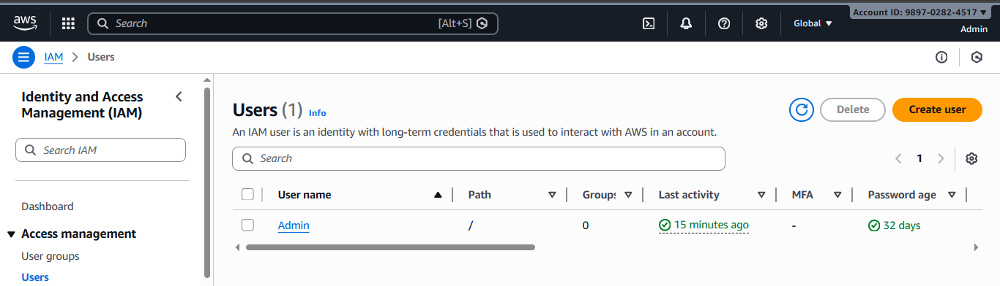 aws
Search [Alt+S]
Global
Account ID: 9897-0282-4517
Admin
IAM > Users
Identity and Access
Management (IAM)
Search IAM
Dashboard
Access management
User groups
Users
Users (1) Info
Delete
Create user
An IAM user is an identity with long-term credentials that is used to interact with AWS in an account.
Search
1
User name Path Groups Last activity MFA Password age
Admin / 0 15 minutes ago - 32 days